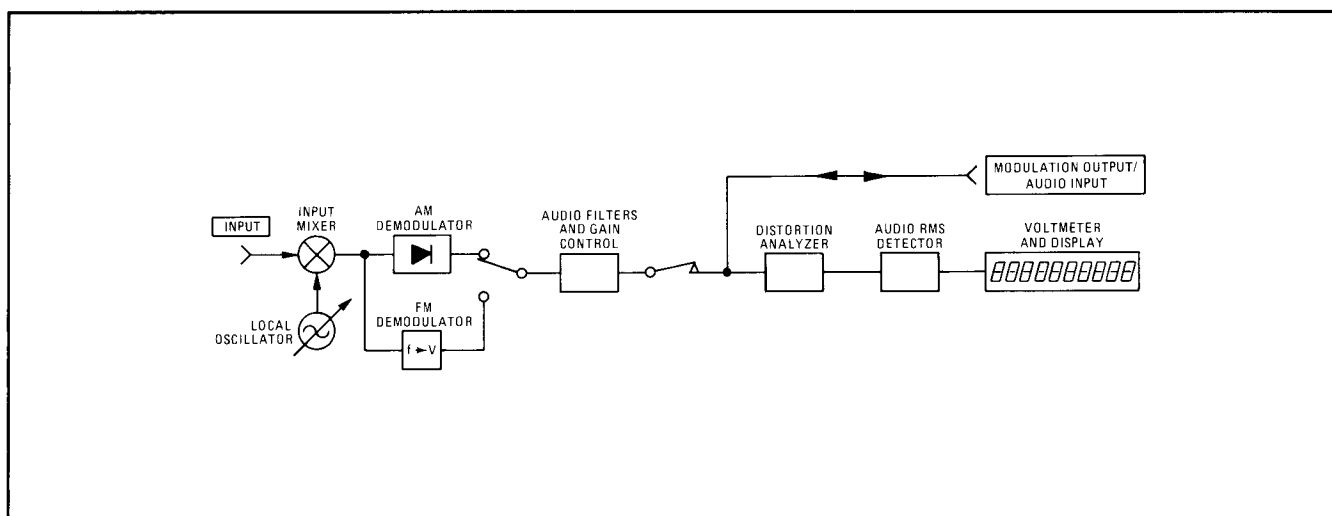 MODULATION OUTPUT/
AUDIO INPUT
INPUT
INPUT
MIXER
AM
DEMODULATOR
AUDIO FILTERS
AND GAIN
CONTROL
DISTORTION
ANALYZER
AUDIO RMS
DETECTOR
VOLTMETER
AND DISPLAY
LOCAL
OSCILLATOR
FM
DEMODULATOR
f ► V